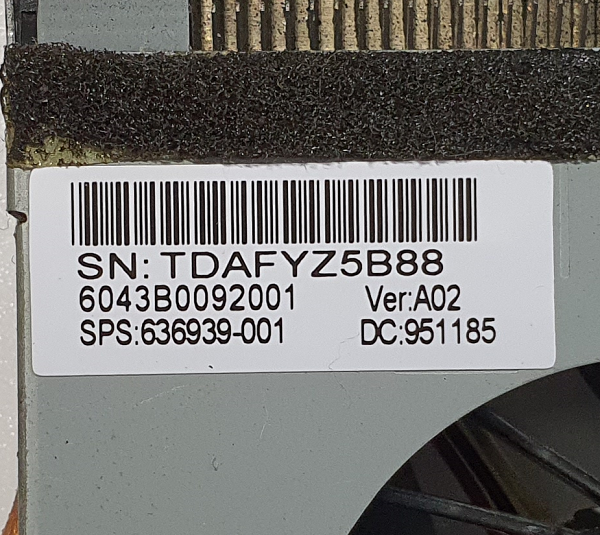 SN: TDAFYZ5B88
6043B0092001 Ver:A02
SPS:636939-001 DC:951185